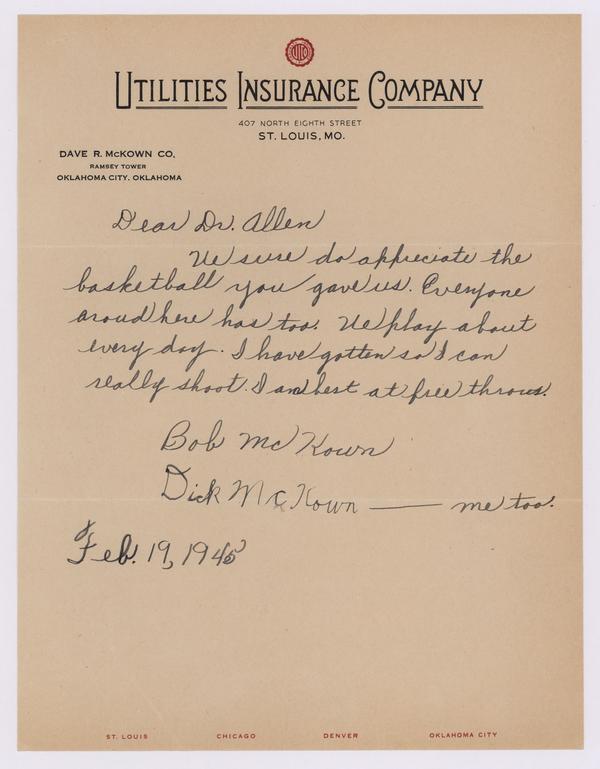 UICO
UTILITIES INSURANCE COMPANY
407 NORTH EIGHTH STREET
ST. LOUIS, MO.
DAVE R. McKOWN CO.
RAMSEY TOWER
OKLAHOMA CITY, OKLAHOMA
Dear Dr. Allen
We sure do appreciate the
basketball you gave us. Everyone
aroud here has too. We play about
every day. I have gotten so I can
really shoot. I am best at free throws.
Bob McKown
Dick McKown —— me too.
Feb. 19, 1945
ST. LOUIS CHICAGO DENVER OKLAHOMA CITY